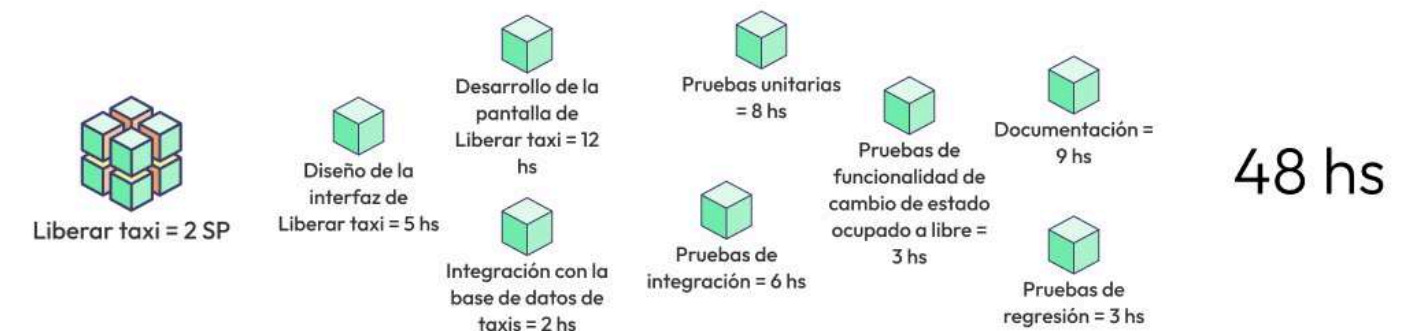 Liberar taxi = 2 SP
Diseño de la
interfaz de
Liberar taxi = 5 hs
Desarrollo de la
pantalla de
Liberar taxi = 12
hs
Integración con la
base de datos de
taxis = 2 hs
Pruebas unitarias
= 8 hs
Pruebas de
integración = 6 hs
Pruebas de
funcionalidad de
cambio de estado
ocupado a libre =
3 hs
Documentación =
9 hs
Pruebas de
regresión = 3 hs
48 hs